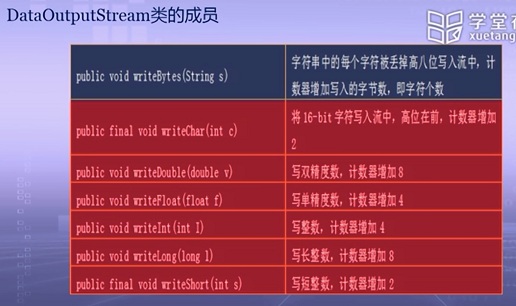 DataOutputStream类的成员
学堂在
xuetang
public void writeBytes(String s)
字符串中的每个字符被丢掉高八位写入流中，计
数器增加写入的字节数，即字符个数
public final void writeChar(int c)
将16-bit字符写入流中，高位在前，计数器增加
2
public void writeDouble(double v)
写双精度数，计数器增加8
public void writeFloat(float f)
写单精度数，计数器增加4
public void writeInt(int I)
写整数，计数器增加4
public void writeLong(long l)
写长整数，计数器增加8
public final void writeShort(int s)
写短整数，计数器增加2